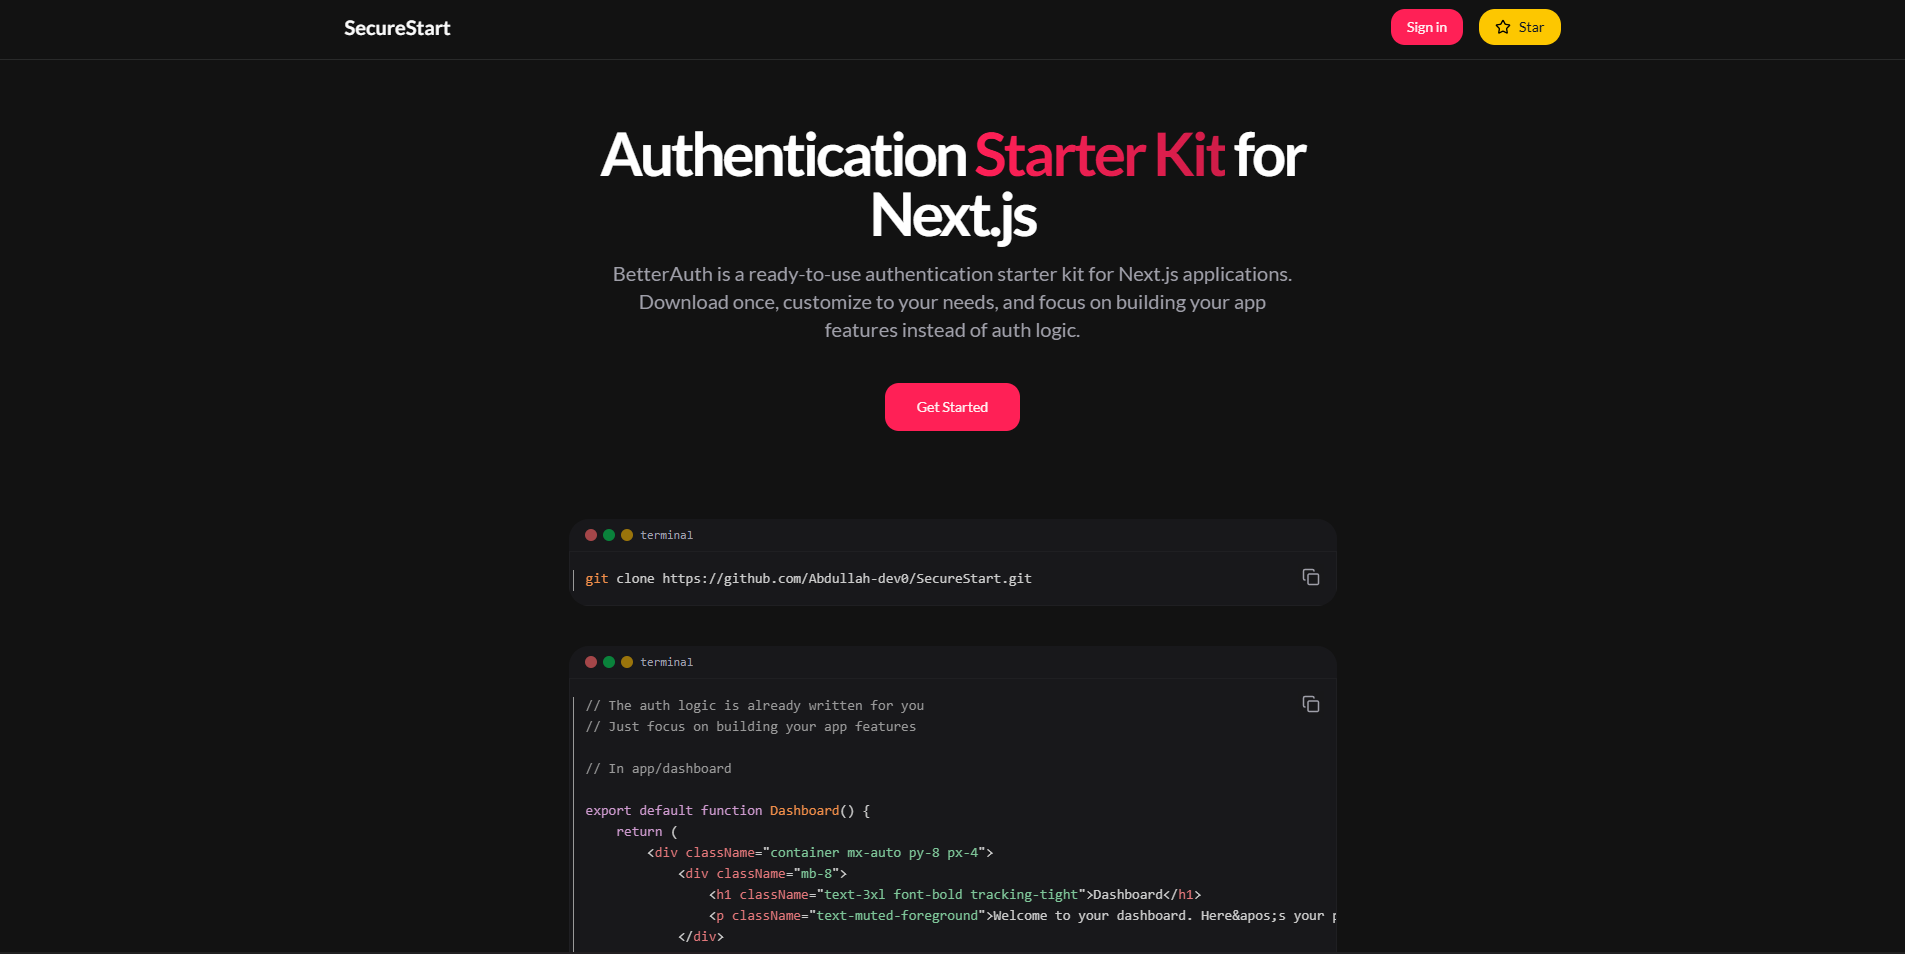 SecureStart
Sign in
Star
Authentication Starter Kit for
Next.js
BetterAuth is a ready-to-use authentication starter kit for Next.js applications.
Download once, customize to your needs, and focus on building your app
features instead of auth logic.
Get Started
terminal
git clone https://github.com/Abdullah-dev0/SecureStart.git
terminal
// The auth logic is already written for you
// Just focus on building your app features
// In app/dashboard
export default function Dashboard() {
return (
<div className="container mx-auto py-8 px-4">
<div className="mb-8">
<h1 className="text-3xl font-bold tracking-tight">Dashboard</h1>
<p className="text-muted-foreground">Welcome to your dashboard. Here&apos;s your p
</div>